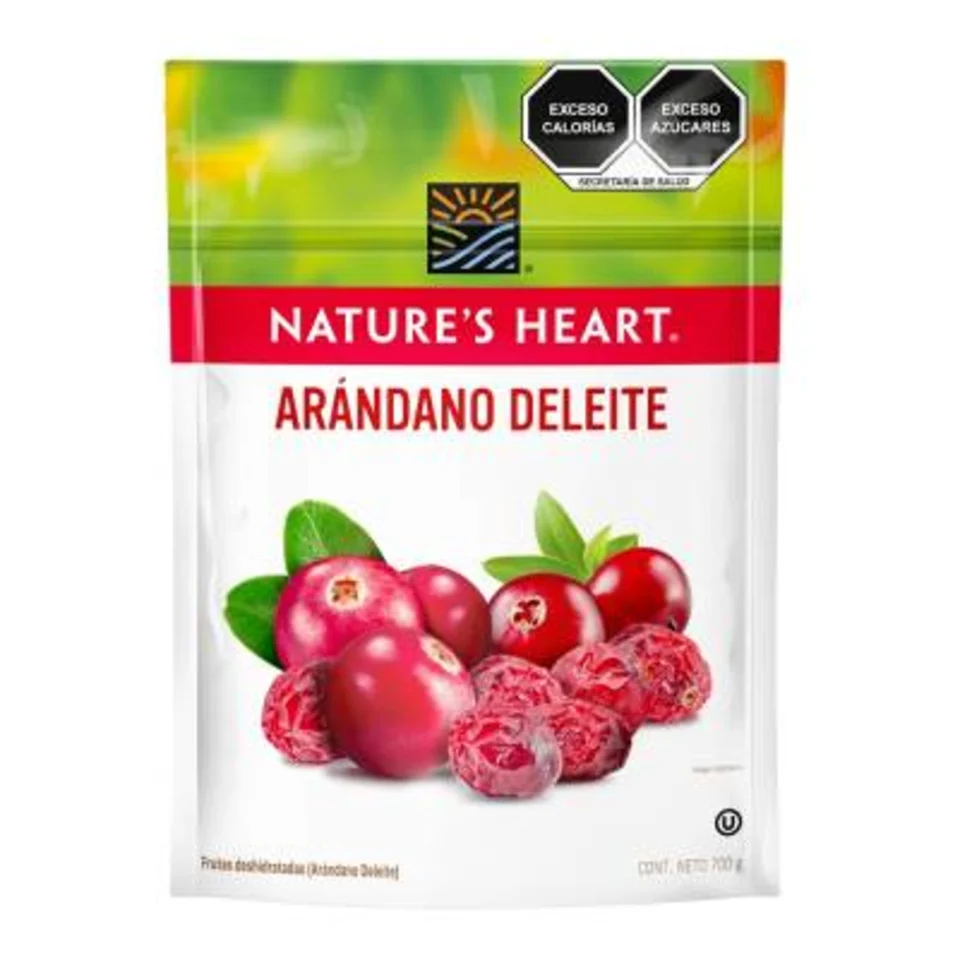 EXCESO
CALORÍAS
EXCESO
AZÚCARES
SECRETARÍA DE SALUD
NATURE'S HEART®
ARÁNDANO DELEITE
U
Frutas deshidratadas (Arándano Deleite)
CONT. NETO 700 g